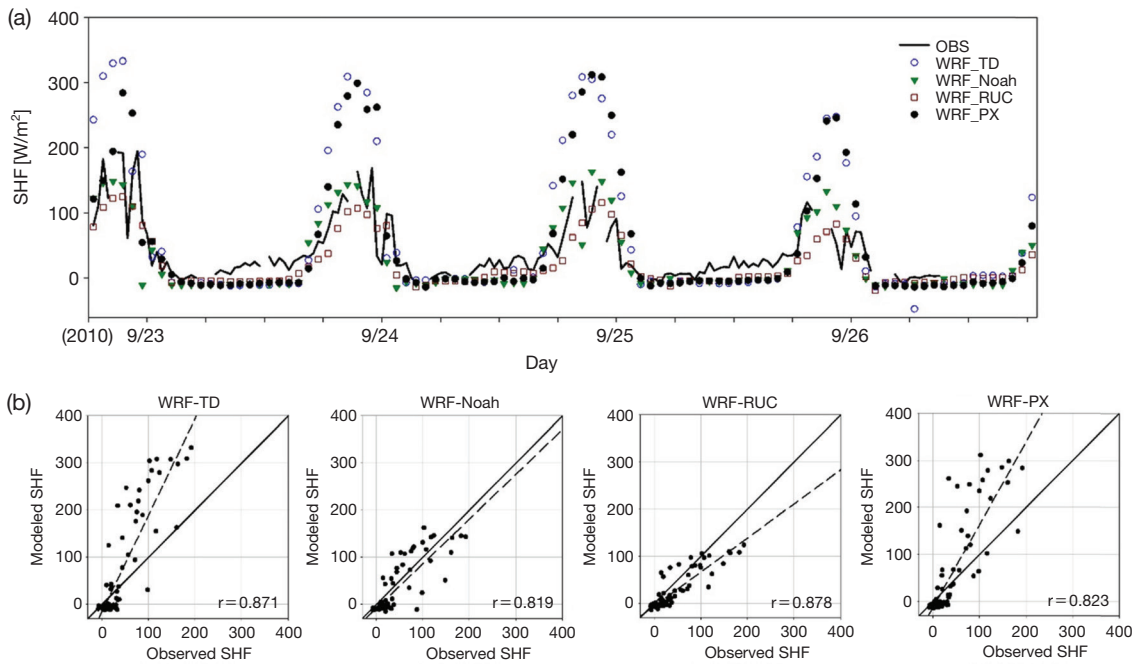 (a)
400
300
200
100
0
SHF [W/m²]
OBS
WRF_TD
WRF_Noah
WRF_RUC
WRF_PX
(2010) 9/23 9/24 9/25 9/26
Day
(b)
WRF-TD
400
300
200
100
0
Modeled SHF
r=0.871
0 100 200 300 400
Observed SHF
WRF-Noah
400
300
200
100
0
Modeled SHF
r=0.819
0 100 200 300 400
Observed SHF
WRF-RUC
400
300
200
100
0
Modeled SHF
r=0.878
0 100 200 300 400
Observed SHF
WRF-PX
400
300
200
100
0
Modeled SHF
r=0.823
0 100 200 300 400
Observed SHF